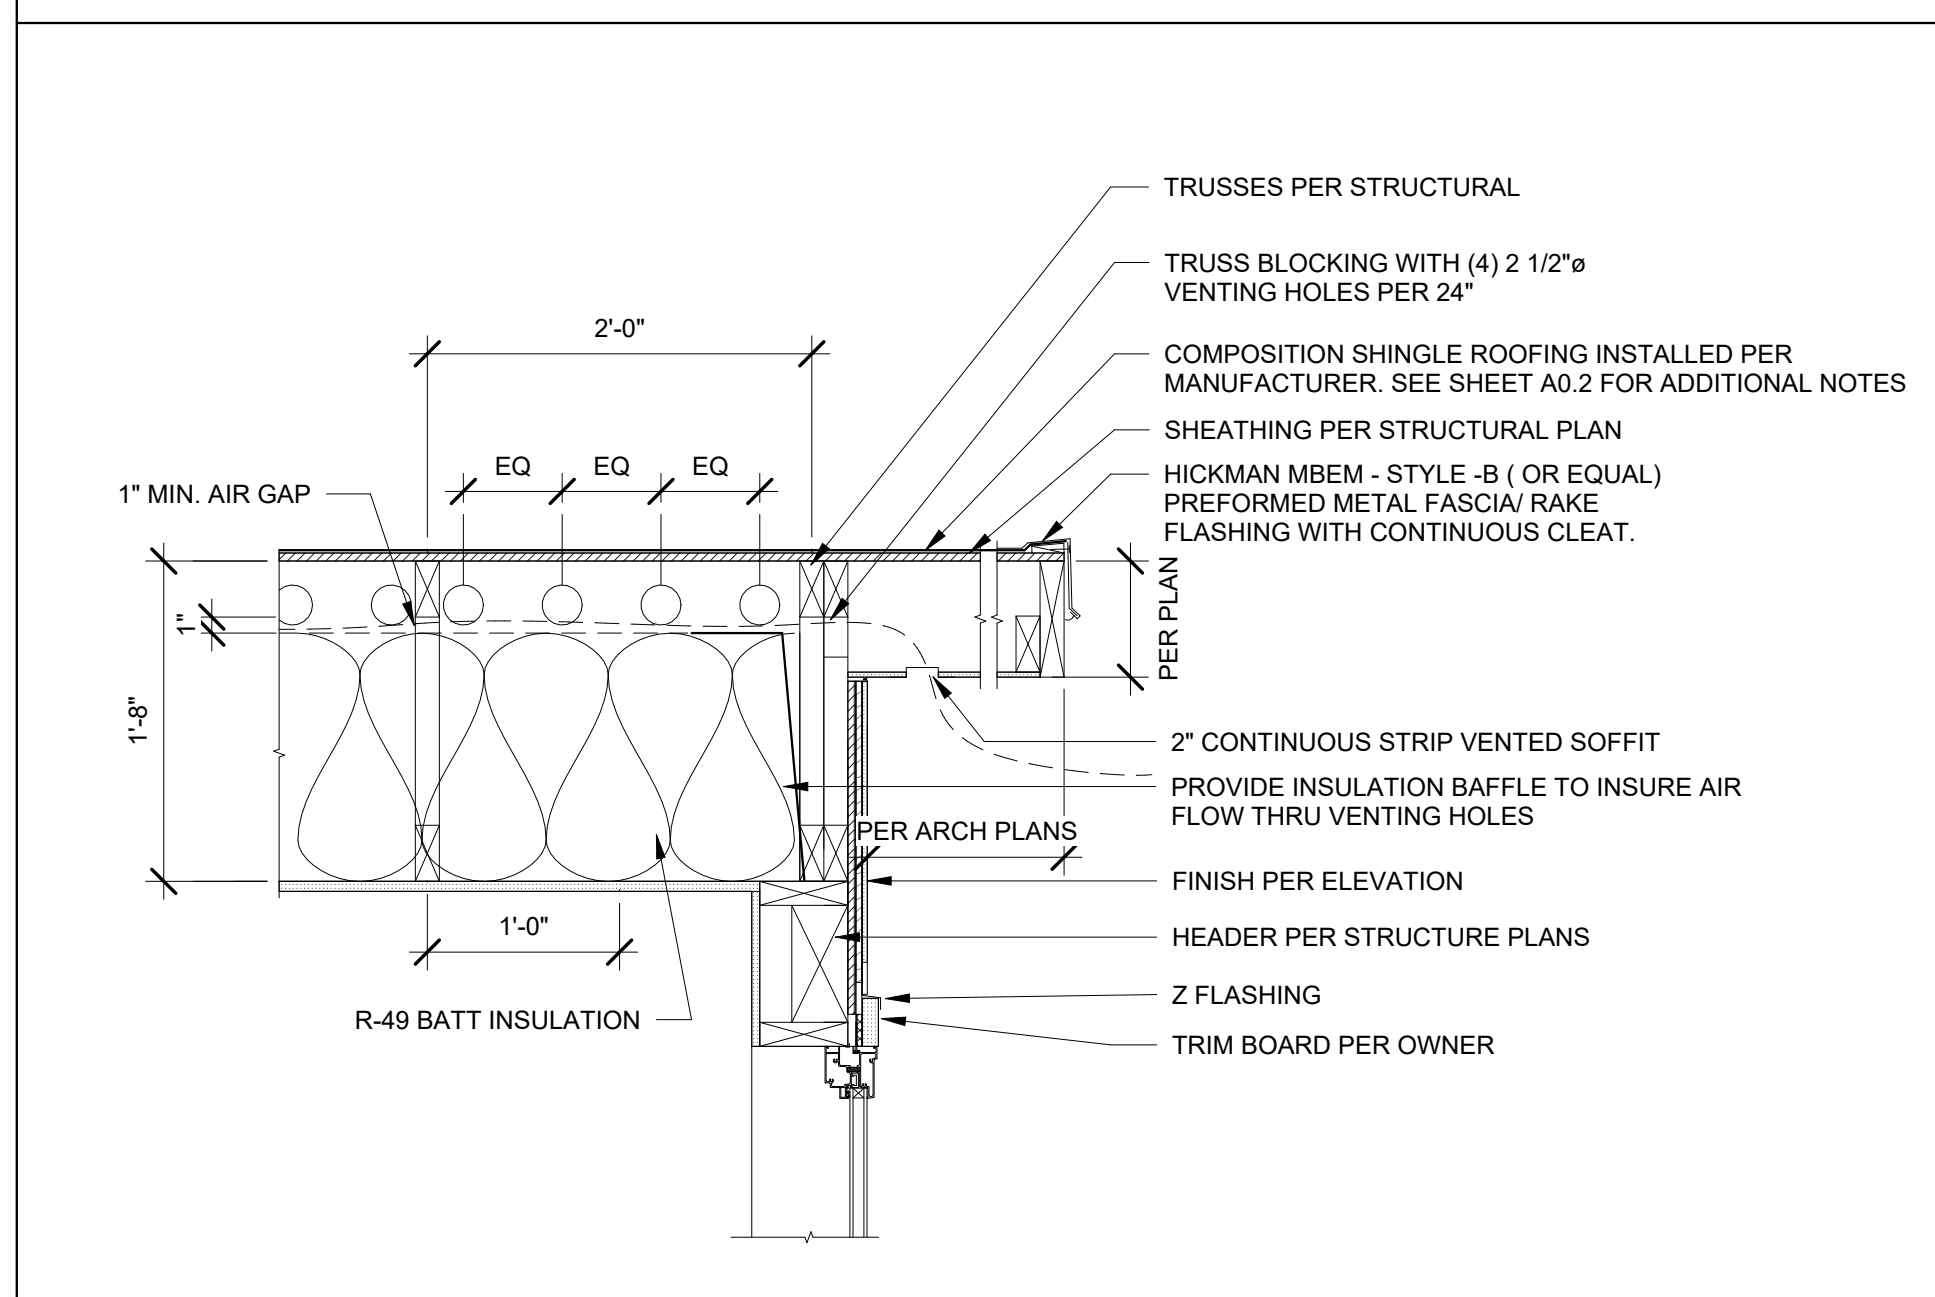 TRUSSES PER STRUCTURAL
TRUSS BLOCKING WITH (4) 2 1/2"ø
VENTING HOLES PER 24"
2'-0"
COMPOSITION SHINGLE ROOFING INSTALLED PER
MANUFACTURER. SEE SHEET A0.2 FOR ADDITIONAL NOTES
SHEATHING PER STRUCTURAL PLAN
EQ
EQ
EQ
HICKMAN MBEM - STYLE -B ( OR EQUAL)
PREFORMED METAL FASCIA/ RAKE
FLASHING WITH CONTINUOUS CLEAT.
1" MIN. AIR GAP
PER PLAN
1"
1'-8"
2" CONTINUOUS STRIP VENTED SOFFIT
PROVIDE INSULATION BAFFLE TO INSURE AIR
FLOW THRU VENTING HOLES
PER ARCH PLANS
FINISH PER ELEVATION
1'-0"
HEADER PER STRUCTURE PLANS
Z FLASHING
R-49 BATT INSULATION
TRIM BOARD PER OWNER